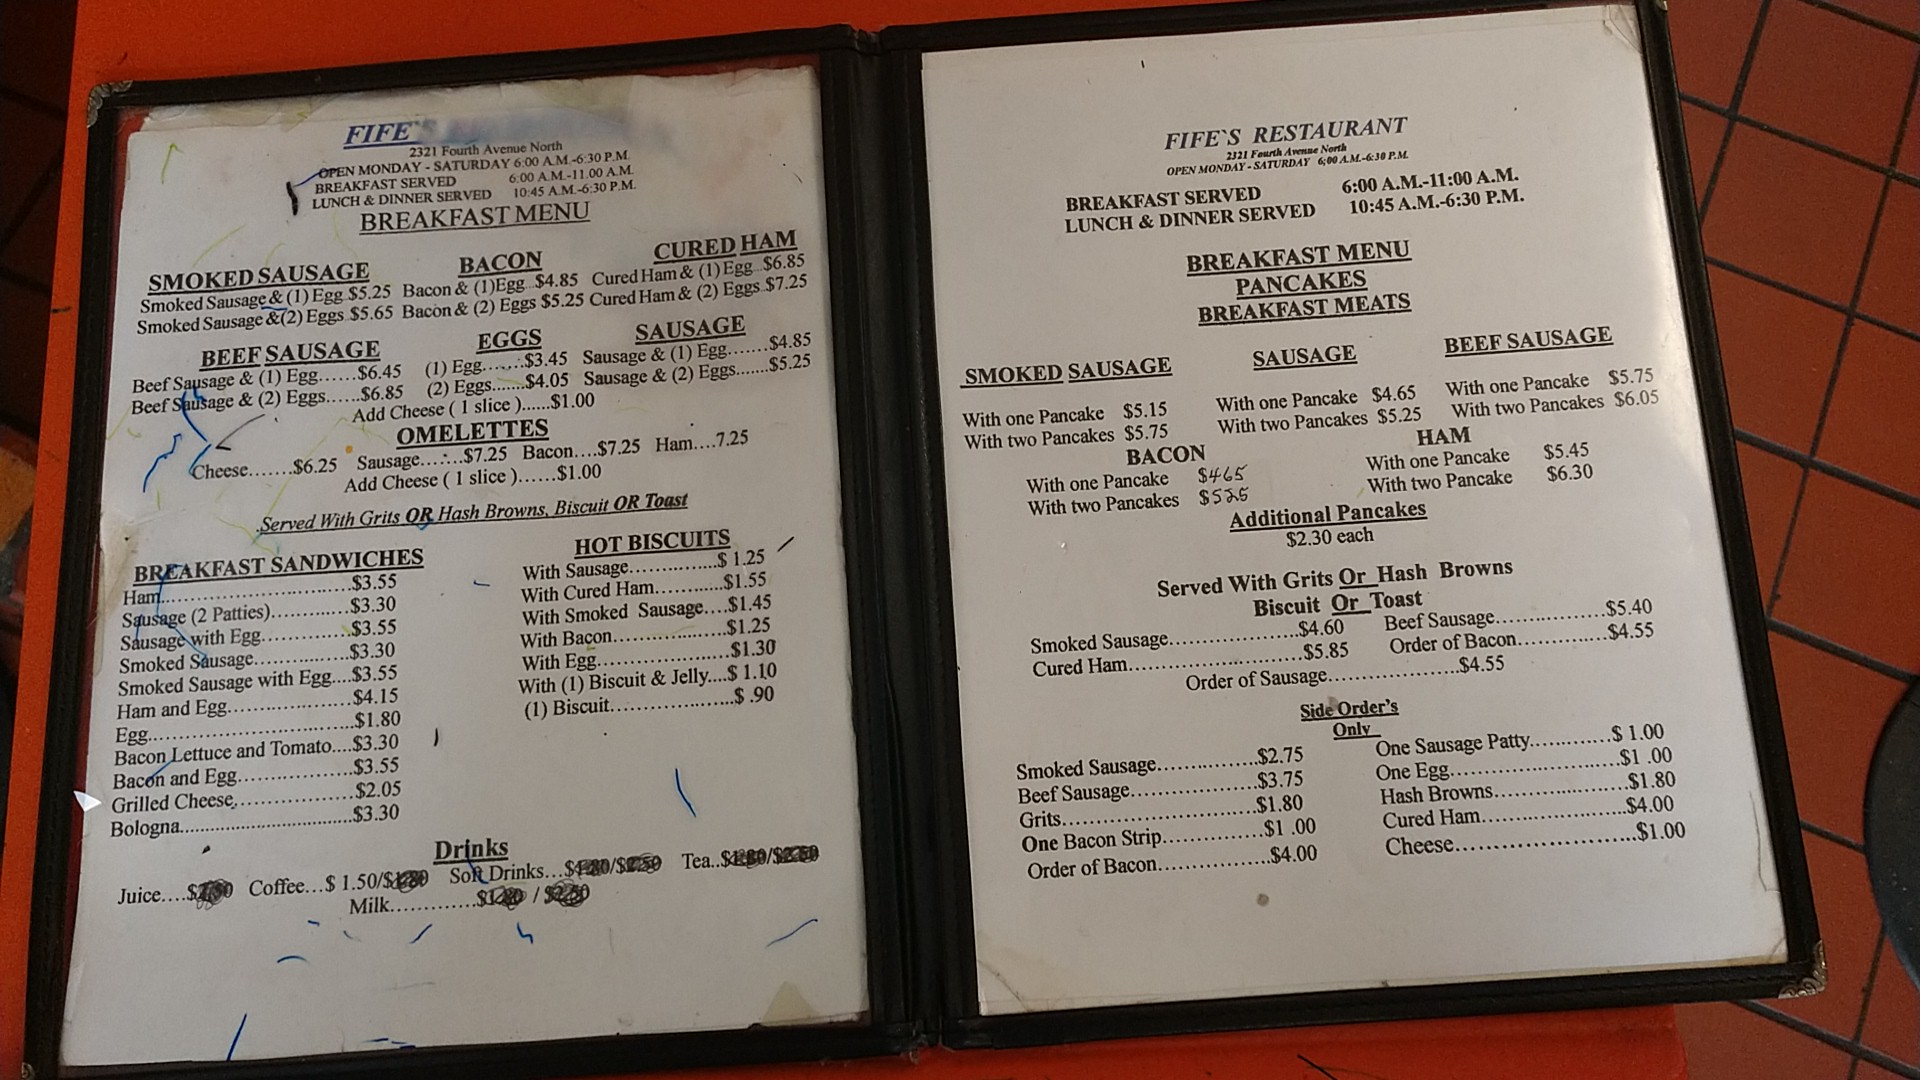 FIFE'S
2321 Fourth Avenue North
OPEN MONDAY - SATURDAY 6:00 A.M.-6:30 P.M.
BREAKFAST SERVED 6:00 A.M.-11.00 A.M.
LUNCH & DINNER SERVED 10:45 A.M.-6:30 P.M.
BREAKFAST MENU
SMOKED SAUSAGE BACON CURED HAM
Smoked Sausage & (1) Egg $5.25 Bacon & (1)Egg $4.85 Cured Ham & (1) Egg $6.85
Smoked Sausage &(2) Eggs $5.65 Bacon & (2) Eggs $5.25 Cured Ham & (2) Eggs $7.25
BEEF SAUSAGE EGGS SAUSAGE
Beef Sausage & (1) Egg......$6.45 (1) Egg........$3.45 Sausage & (1) Egg.......$4.85
Beef Sausage & (2) Eggs......$6.85 (2) Eggs.......$4.05 Sausage & (2) Eggs.......$5.25
Add Cheese ( 1 slice )......$1.00
OMELETTES
Cheese.......$6.25 Sausage........$7.25 Bacon....$7.25 Ham....7.25
Add Cheese ( 1 slice )......$1.00
Served With Grits OR Hash Browns, Biscuit OR Toast
BREAKFAST SANDWICHES
Ham..............................$3.55
Sausage (2 Patties)............$3.30
Sausage with Egg..............$3.55
Smoked Sausage...............$3.30
Smoked Sausage with Egg....$3.55
Ham and Egg...................$4.15
Egg................................$1.80
Bacon Lettuce and Tomato....$3.30
Bacon and Egg.................$3.55
Grilled Cheese..................$2.05
Bologna...............................$3.30
HOT BISCUITS
With Sausage...............$ 1.25
With Cured Ham............$1.55
With Smoked Sausage....$1.45
With Bacon...................$1.25
With Egg......................$1.30
With (1) Biscuit & Jelly....$ 1.10
(1) Biscuit....................$ .90
Drinks
Juice....$ Coffee...$ 1.50/$ Soft Drinks...$ /$ Tea..$ /$
Milk.............$ / $
FIFE`S RESTAURANT
2321 Fourth Avenue North
OPEN MONDAY - SATURDAY 6;00 A.M.-6:30 P.M.
BREAKFAST SERVED 6:00 A.M.-11:00 A.M.
LUNCH & DINNER SERVED 10:45 A.M.-6:30 P.M.
BREAKFAST MENU
PANCAKES
BREAKFAST MEATS
SMOKED SAUSAGE SAUSAGE BEEF SAUSAGE
With one Pancake $5.15 With one Pancake $4.65 With one Pancake $5.75
With two Pancakes $5.75 With two Pancakes $5.25 With two Pancakes $6.05
BACON HAM
With one Pancake $465 With one Pancake $5.45
With two Pancakes $525 With two Pancake $6.30
Additional Pancakes
$2.30 each
Served With Grits Or Hash Browns
Biscuit Or Toast
Smoked Sausage......................$4.60 Beef Sausage...................$5.40
Cured Ham..........................$5.85 Order of Bacon................$4.55
Order of Sausage.......................$4.55
Side Order's
Only
Smoked Sausage................$2.75 One Sausage Patty.............$ 1.00
Beef Sausage.....................$3.75 One Egg...........................$1 .00
Grits................................$1.80 Hash Browns.....................$1.80
One Bacon Strip................$1 .00 Cured Ham.......................$4.00
Order of Bacon..................$4.00 Cheese.............................$1.00